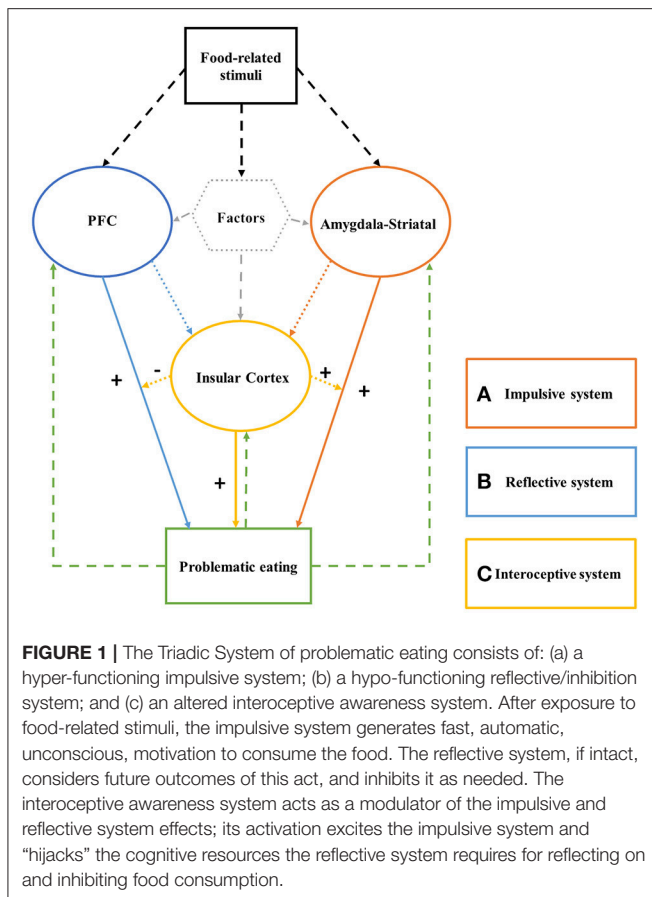 Food-related
stimuli
PFC
Factors
Amygdala-Striatal
Insular Cortex
+
-
+
+
+
Problematic eating
A Impulsive system
B Reflective system
C Interoceptive system
FIGURE 1 | The Triadic System of problematic eating consists of: (a) a
hyper-functioning impulsive system; (b) a hypo-functioning reflective/inhibition
system; and (c) an altered interoceptive awareness system. After exposure to
food-related stimuli, the impulsive system generates fast, automatic,
unconscious, motivation to consume the food. The reflective system, if intact,
considers future outcomes of this act, and inhibits it as needed. The
interoceptive awareness system acts as a modulator of the impulsive and
reflective system effects; its activation excites the impulsive system and
“hijacks” the cognitive resources the reflective system requires for reflecting on
and inhibiting food consumption.